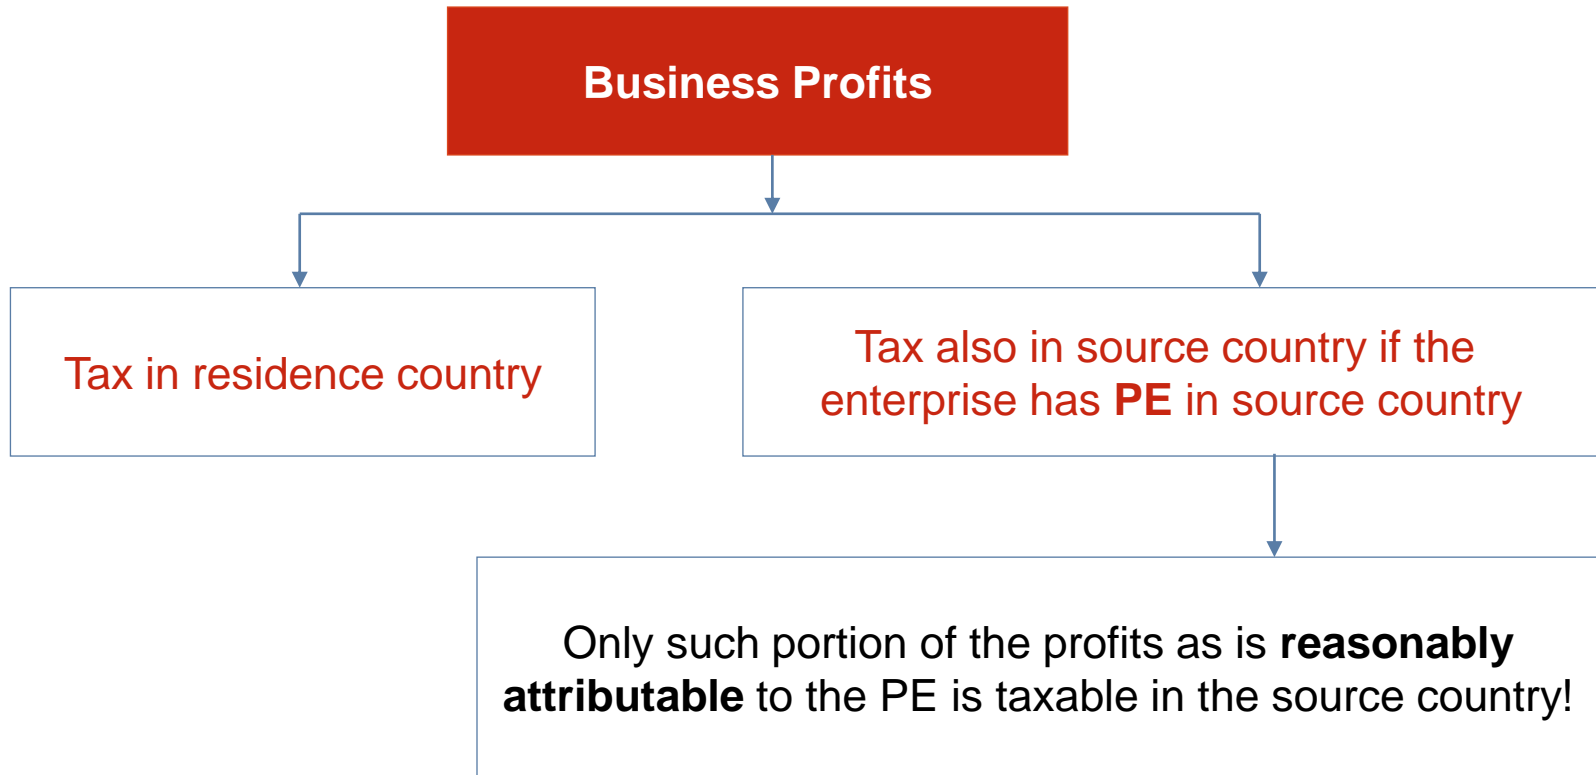 Business Profits
Tax in residence country
Tax also in source country if the
enterprise has PE in source country
Only such portion of the profits as is reasonably
attributable to the PE is taxable in the source country!